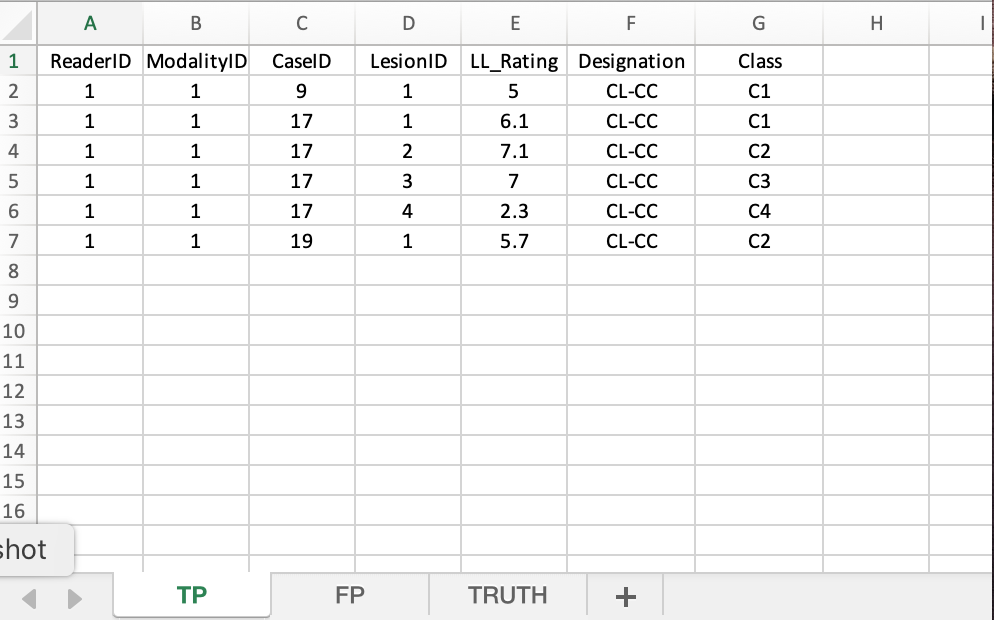 A B C D E F G H I
1 ReaderID ModalityID CaseID LesionID LL_Rating Designation Class
2 1 1 9 1 5 CL-CC C1
3 1 1 17 1 6.1 CL-CC C1
4 1 1 17 2 7.1 CL-CC C2
5 1 1 17 3 7 CL-CC C3
6 1 1 17 4 2.3 CL-CC C4
7 1 1 19 1 5.7 CL-CC C2
8
9
10
11
12
13
14
15
16
shot
TP FP TRUTH +